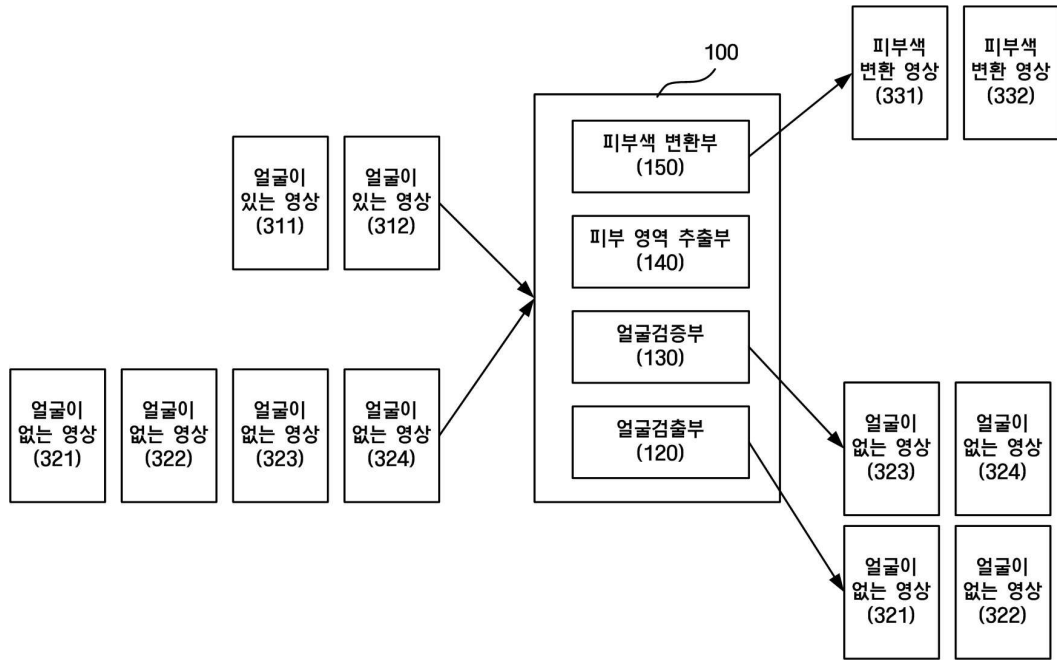 100
피부색
변환 영상
(331)
피부색
변환 영상
(332)
피부색 변환부
(150)
얼굴이
있는 영상
(311)
얼굴이
있는 영상
(312)
피부 영역 추출부
(140)
얼굴검증부
(130)
얼굴이
없는 영상
(321)
얼굴이
없는 영상
(322)
얼굴이
없는 영상
(323)
얼굴이
없는 영상
(324)
얼굴검출부
(120)
얼굴이
없는 영상
(323)
얼굴이
없는 영상
(324)
얼굴이
없는 영상
(321)
얼굴이
없는 영상
(322)